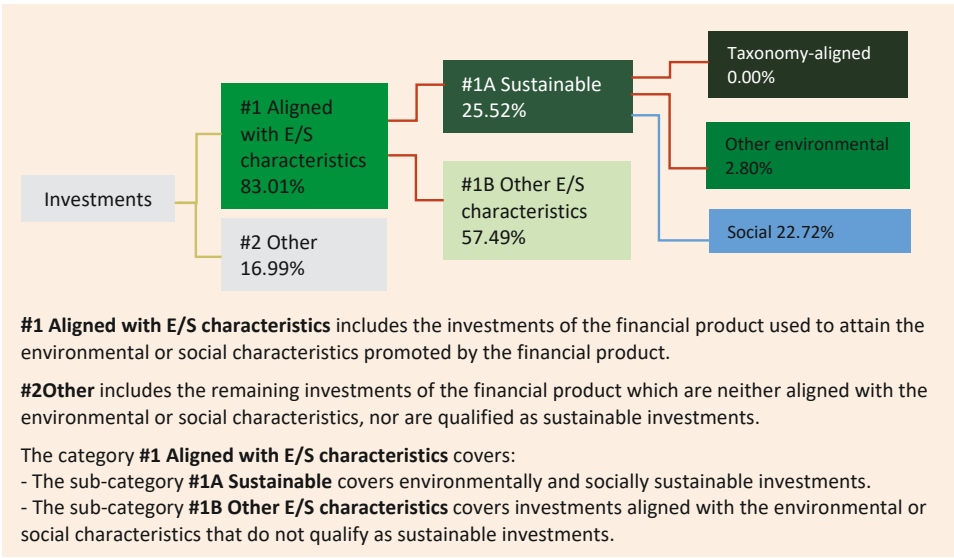 Investments
#1 Aligned
with E/S
characteristics
83.01%
#2 Other
16.99%
#1A Sustainable
25.52%
#1B Other E/S
characteristics
57.49%
Taxonomy-aligned
0.00%
Other environmental
2.80%
Social 22.72%
#1 Aligned with E/S characteristics includes the investments of the financial product used to attain the
environmental or social characteristics promoted by the financial product.
#2Other includes the remaining investments of the financial product which are neither aligned with the
environmental or social characteristics, nor are qualified as sustainable investments.
The category #1 Aligned with E/S characteristics covers:
- The sub-category #1A Sustainable covers environmentally and socially sustainable investments.
- The sub-category #1B Other E/S characteristics covers investments aligned with the environmental or
social characteristics that do not qualify as sustainable investments.